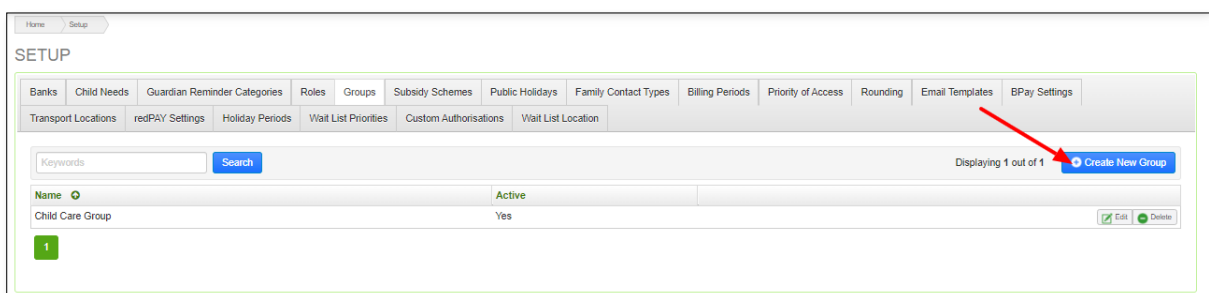 Home Setup
SETUP
Banks Child Needs Guardian Reminder Categories Roles Groups Subsidy Schemes Public Holidays Family Contact Types Billing Periods Priority of Access Rounding Email Templates BPay Settings
Transport Locations redPAY Settings Holiday Periods Wait List Priorities Custom Authorisations Wait List Location
Keywords Search Displaying 1 out of 1 Create New Group
Name Active
Child Care Group Yes Edit Delete
1